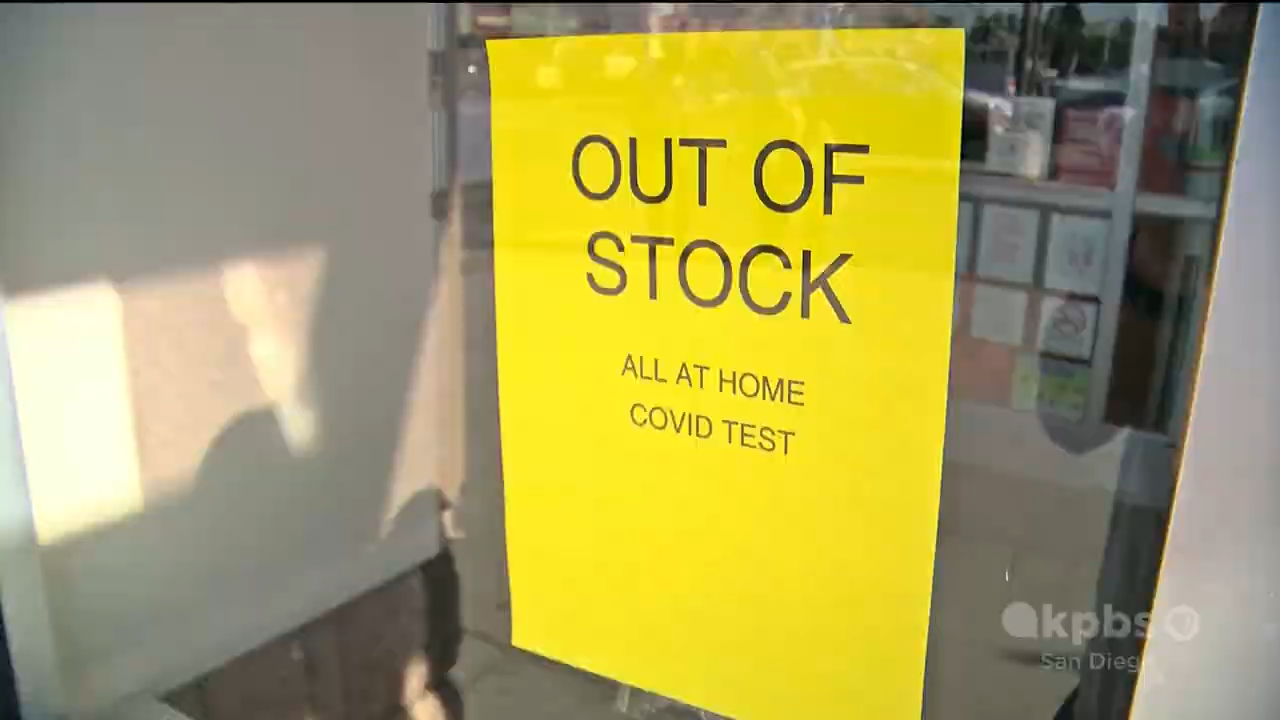 OUT OF
STOCK
ALL AT HOME
COVID TEST
kpbs
San Diego